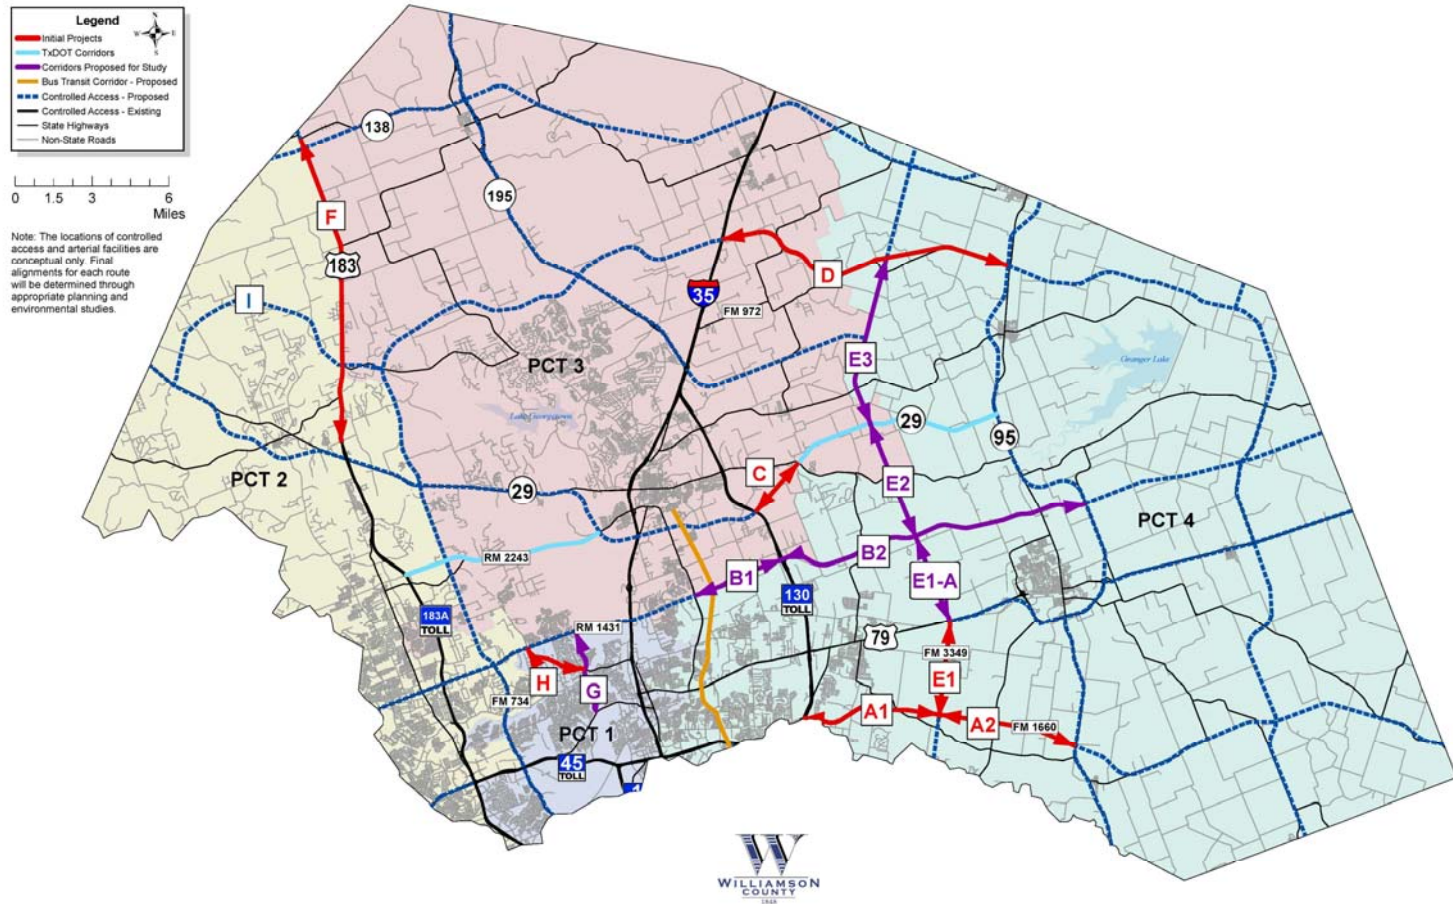 Legend
N
W
E
S
Initial Projects
TxDOT Corridors
Corridors Proposed for Study
Bus Transit Corridor - Proposed
Controlled Access - Proposed
Controlled Access - Existing
State Highways
Non-State Roads
0 1.5 3 6
Miles
Note: The locations of controlled
access and arterial facilities are
conceptual only. Final
alignments for each route
will be determined through
appropriate planning and
environmental studies.
138
195
F
183
I
D
35
FM 972
PCT 3
E3
Granger Lake
Lake Georgetown
29
95
C
PCT 2
29
E2
PCT 4
RM 2243
B2
B1
E1-A
130
TOLL
183A
TOLL
RM 1431
79
FM 3349
H
G
E1
FM 734
A1
A2
FM 1660
PCT 1
45
TOLL
WILLIAMSON
COUNTY
1848